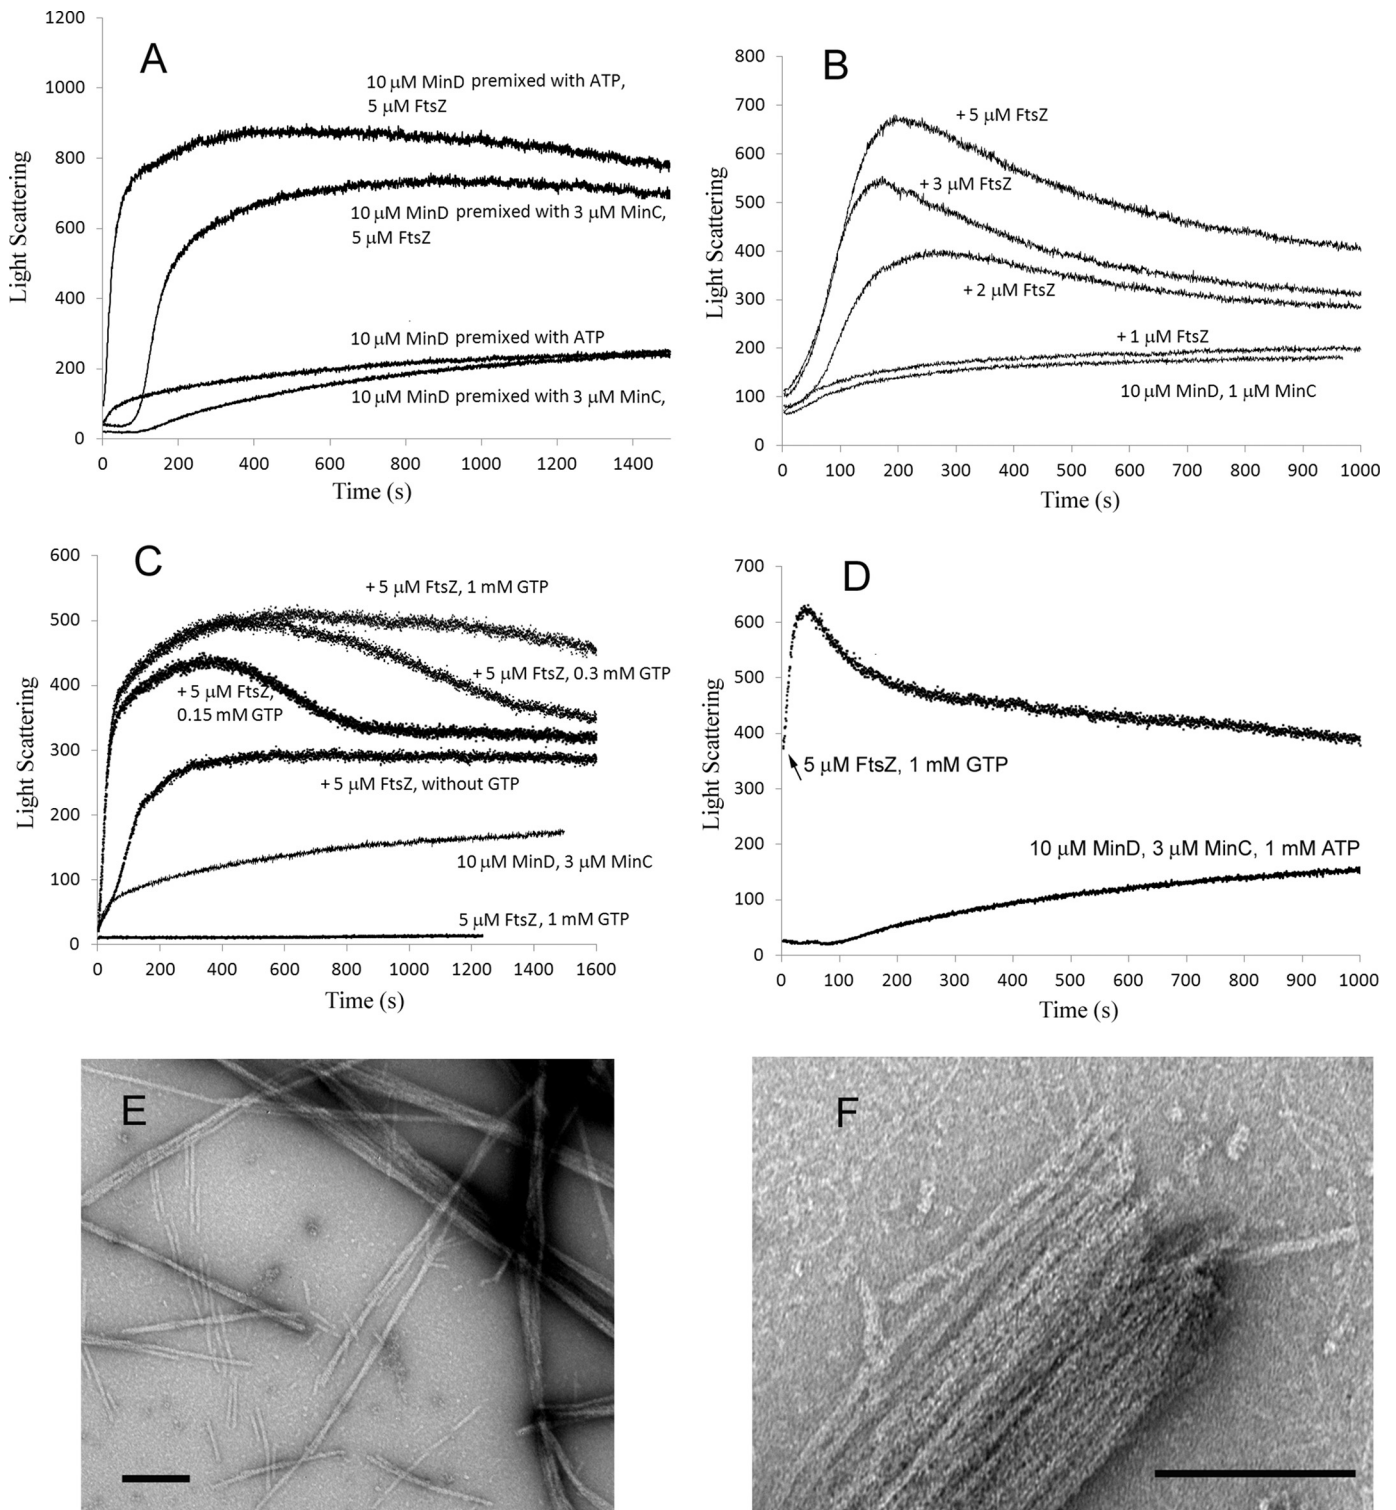 A
1200
1000
800
600
400
200
0
Light Scattering
10 μM MinD premixed with ATP,
5 μM FtsZ
10 μM MinD premixed with 3 μM MinC,
5 μM FtsZ
10 μM MinD premixed with ATP
10 μM MinD premixed with 3 μM MinC,
0 200 400 600 800 1000 1200 1400
Time (s)
B
800
700
600
500
400
300
200
100
0
Light Scattering
+ 5 μM FtsZ
+ 3 μM FtsZ
+ 2 μM FtsZ
+ 1 μM FtsZ
10 μM MinD, 1 μM MinC
0 100 200 300 400 500 600 700 800 900 1000
Time (s)
C
600
500
400
300
200
100
0
Light Scattering
+ 5 μM FtsZ, 1 mM GTP
+ 5 μM FtsZ, 0.3 mM GTP
+ 5 μM FtsZ,
0.15 mM GTP
+ 5 μM FtsZ, without GTP
10 μM MinD, 3 μM MinC
5 μM FtsZ, 1 mM GTP
0 200 400 600 800 1000 1200 1400 1600
Time (s)
D
700
600
500
400
300
200
100
0
Light Scattering
5 μM FtsZ, 1 mM GTP
10 μM MinD, 3 μM MinC, 1 mM ATP
0 100 200 300 400 500 600 700 800 900 1000
Time (s)
E
F